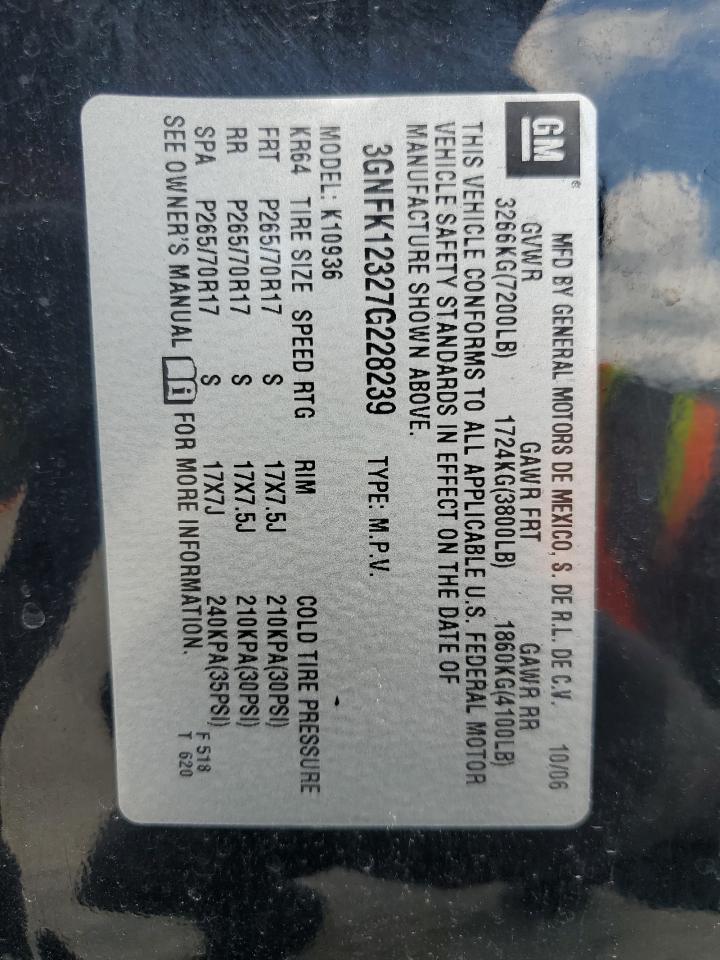 GM®
MFD BY GENERAL MOTORS DE MEXICO, S. DE R.L. DE C.V. 10/06
GVWR GAWR FRT GAWR RR
3266KG(7200LB) 1724KG(3800LB) 1860KG(4100LB)
THIS VEHICLE CONFORMS TO ALL APPLICABLE U.S. FEDERAL MOTOR
VEHICLE SAFETY STANDARDS IN EFFECT ON THE DATE OF
MANUFACTURE SHOWN ABOVE.
3GNFK12327G228239 TYPE: M.P.V.
MODEL: K10936
KR64 TIRE SIZE SPEED RTG RIM COLD TIRE PRESSURE
FRT P265/70R17 S 17X7.5J 210KPA(30PSI)
RR P265/70R17 S 17X7.5J 210KPA(30PSI)
SPA P265/70R17 S 17X7J 240KPA(35PSI) F 518
SEE OWNER'S MANUAL i FOR MORE INFORMATION. T 620